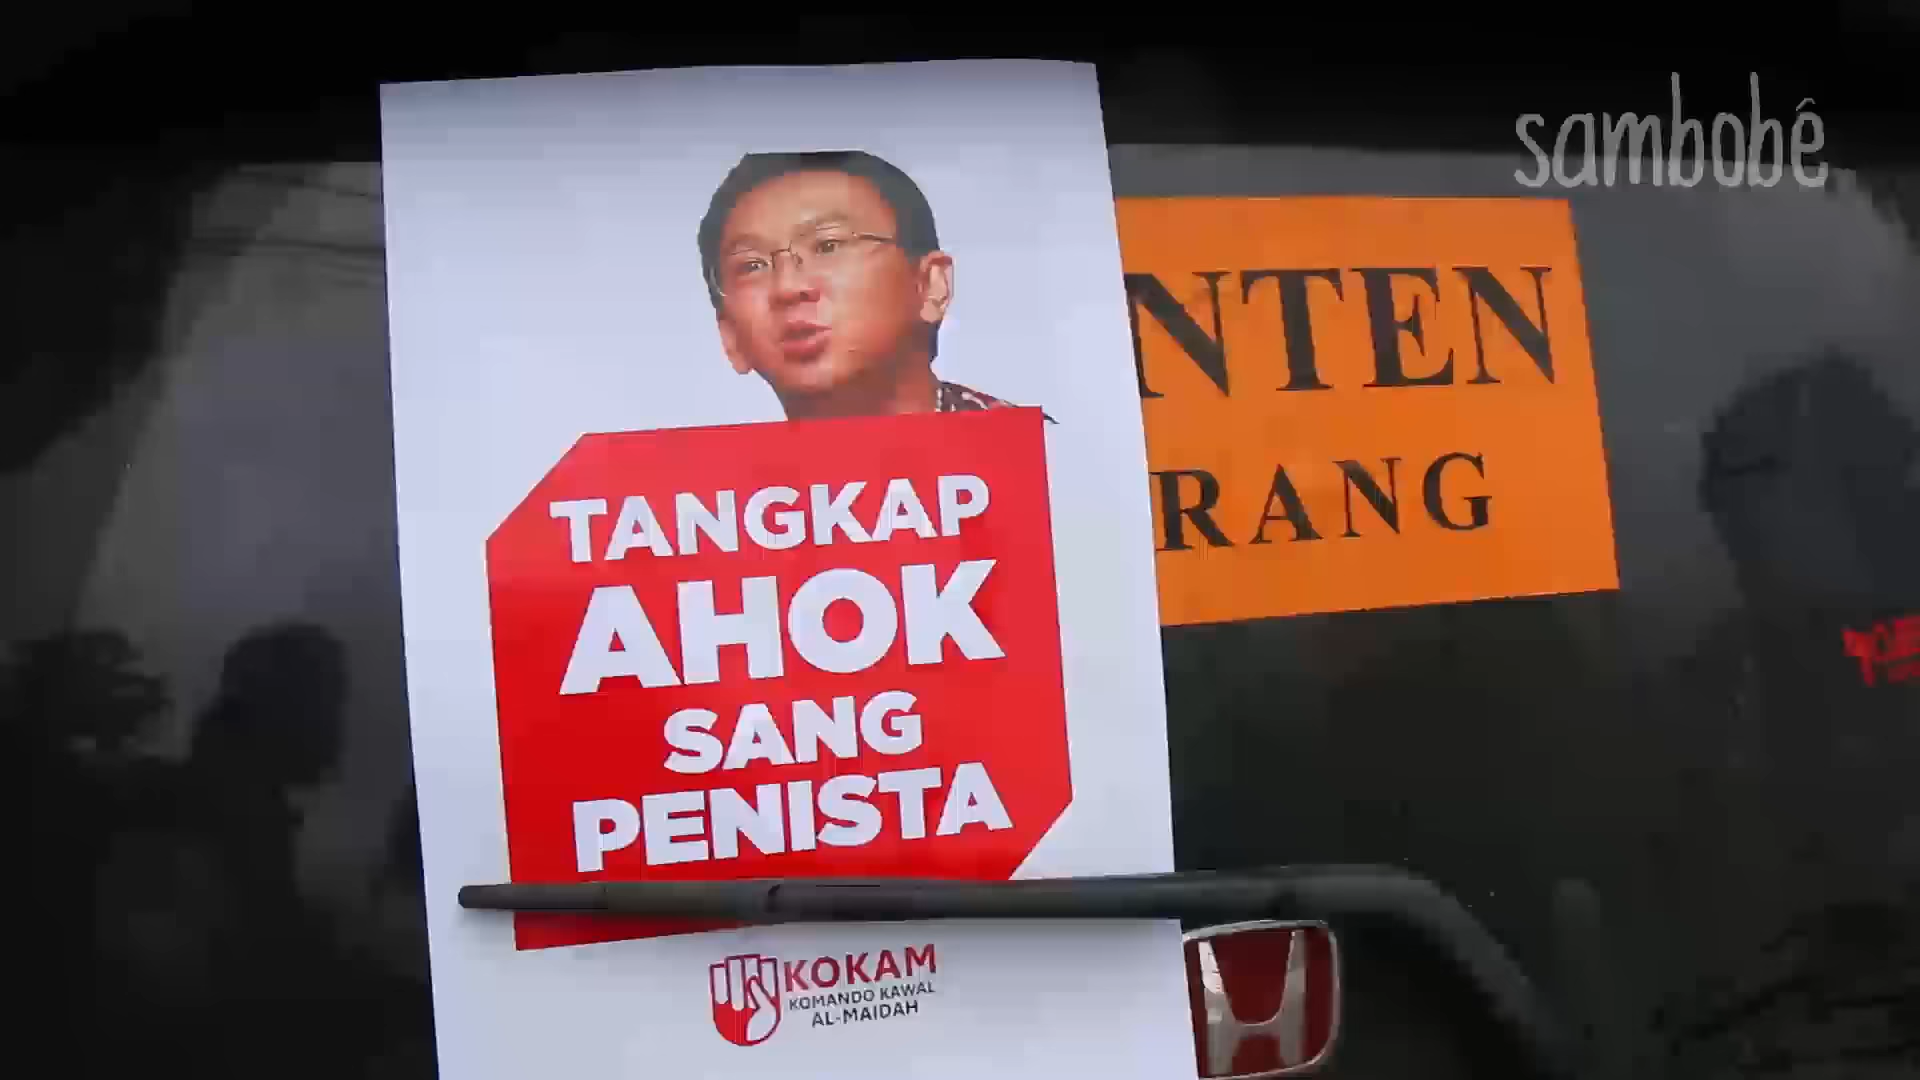 sambobê
NTEN
RANG
TANGKAP
AHOK
SANG
PENISTA
KOKAM
KOMANDO KAWAL
AL-MAIDAH